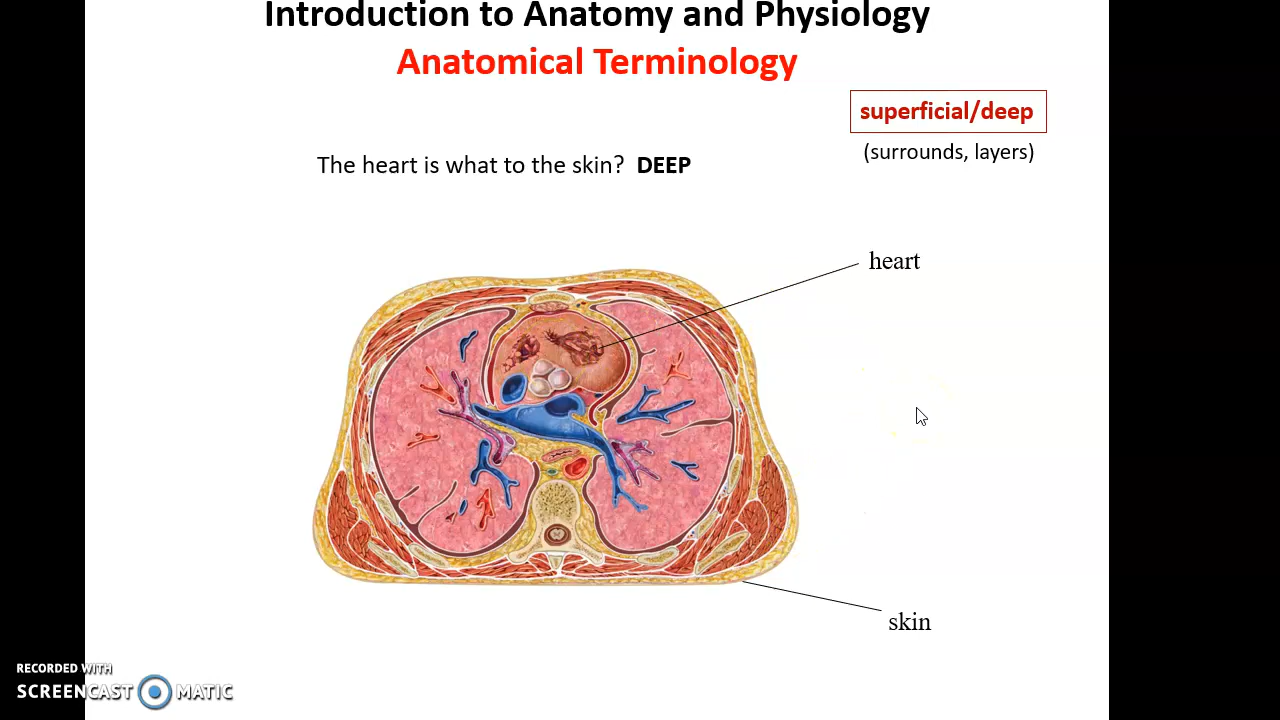 Introduction to Anatomy and Physiology
Anatomical Terminology
superficial/deep
(surrounds, layers)
The heart is what to the skin? DEEP
heart
skin
RECORDED WITH
SCREENCAST MATIC